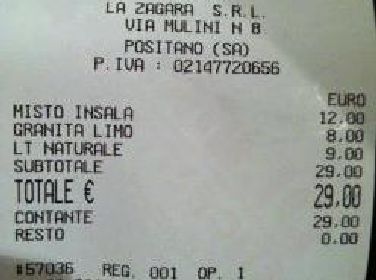 LA ZAGARA S.R.L.
VIA MULINI N 8
POSITANO (SA)
P.IVA : 02147720656
EURO
MISTO INSALA 12.00
GRANITA LIMO 8.00
LT NATURALE 9.00
SUBTOTALE 29.00
TOTALE € 29.00
CONTANTE 29.00
RESTO 0.00
#57036 REG. 001 OP. 1